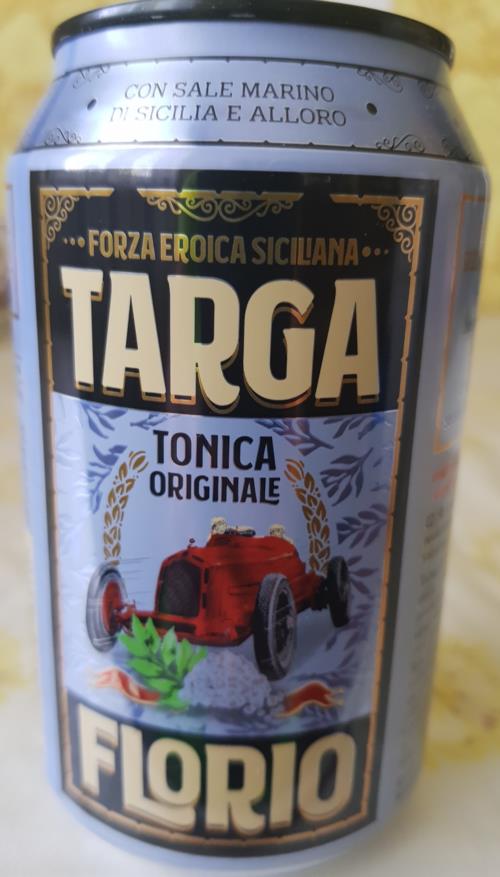 CON SALE MARINO
DI SICILIA E ALLORO
FORZA EROICA SICILIANA
TARGA
TONICA
ORIGINALE
FLORIO